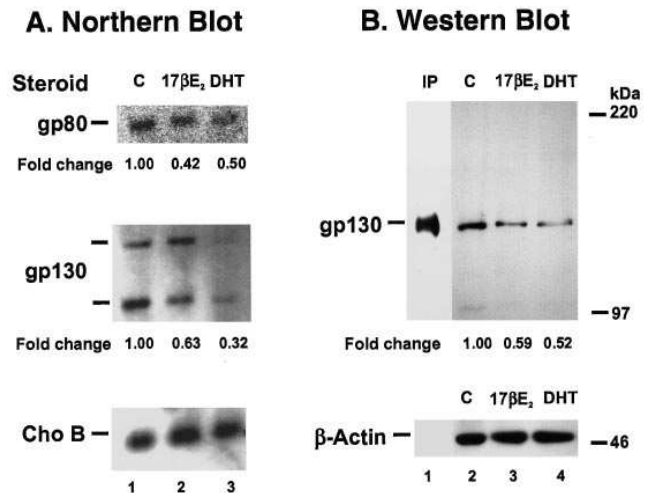 A. Northern Blot
Steroid C 17βE₂ DHT
gp80
Fold change 1.00 0.42 0.50
gp130
Fold change 1.00 0.63 0.32
Cho B
1 2 3
B. Western Blot
IP C 17βE₂ DHT kDa
220
gp130
97
Fold change 1.00 0.59 0.52
C 17βE₂ DHT
β-Actin 46
1 2 3 4